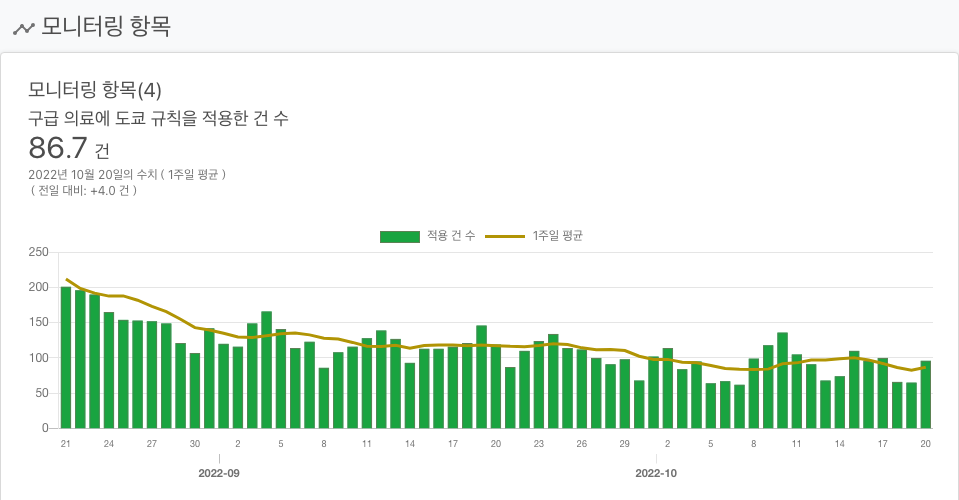 모니터링 항목
모니터링 항목(4)
구급 의료에 도쿄 규칙을 적용한 건 수
86.7 건
2022년 10월 20일의 수치 ( 1주일 평균 )
( 전일 대비: +4.0 건 )
적용 건 수 1주일 평균
250
200
150
100
50
0
21 24 27 30 2 5 8 11 14 17 20 23 26 29 2 5 8 11 14 17 20
2022-09 2022-10